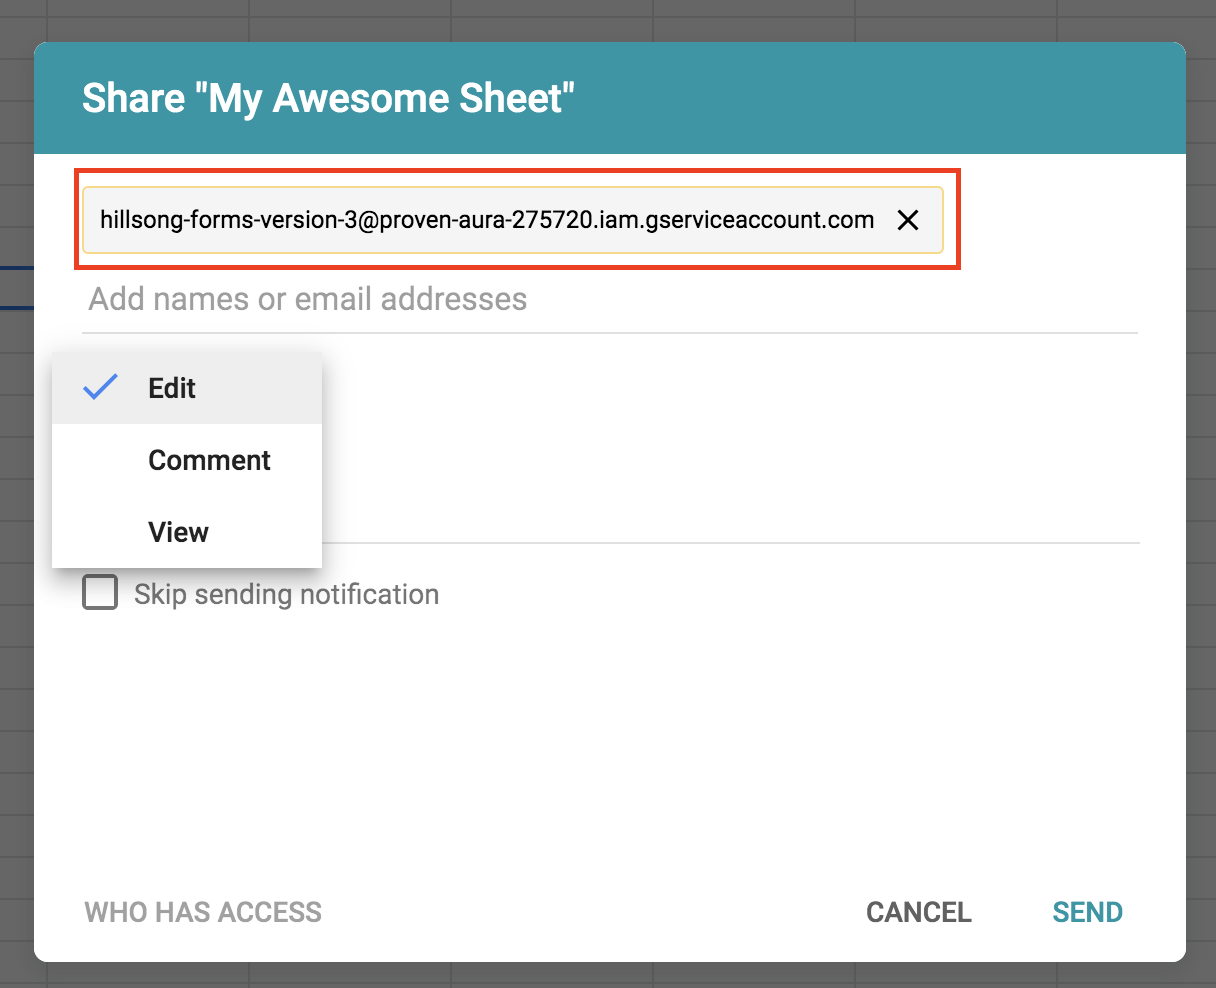 Share "My Awesome Sheet"
hillsong-forms-version-3@proven-aura-275720.iam.gserviceaccount.com
Add names or email addresses
Edit
Comment
View
Skip sending notification
WHO HAS ACCESS CANCEL SEND